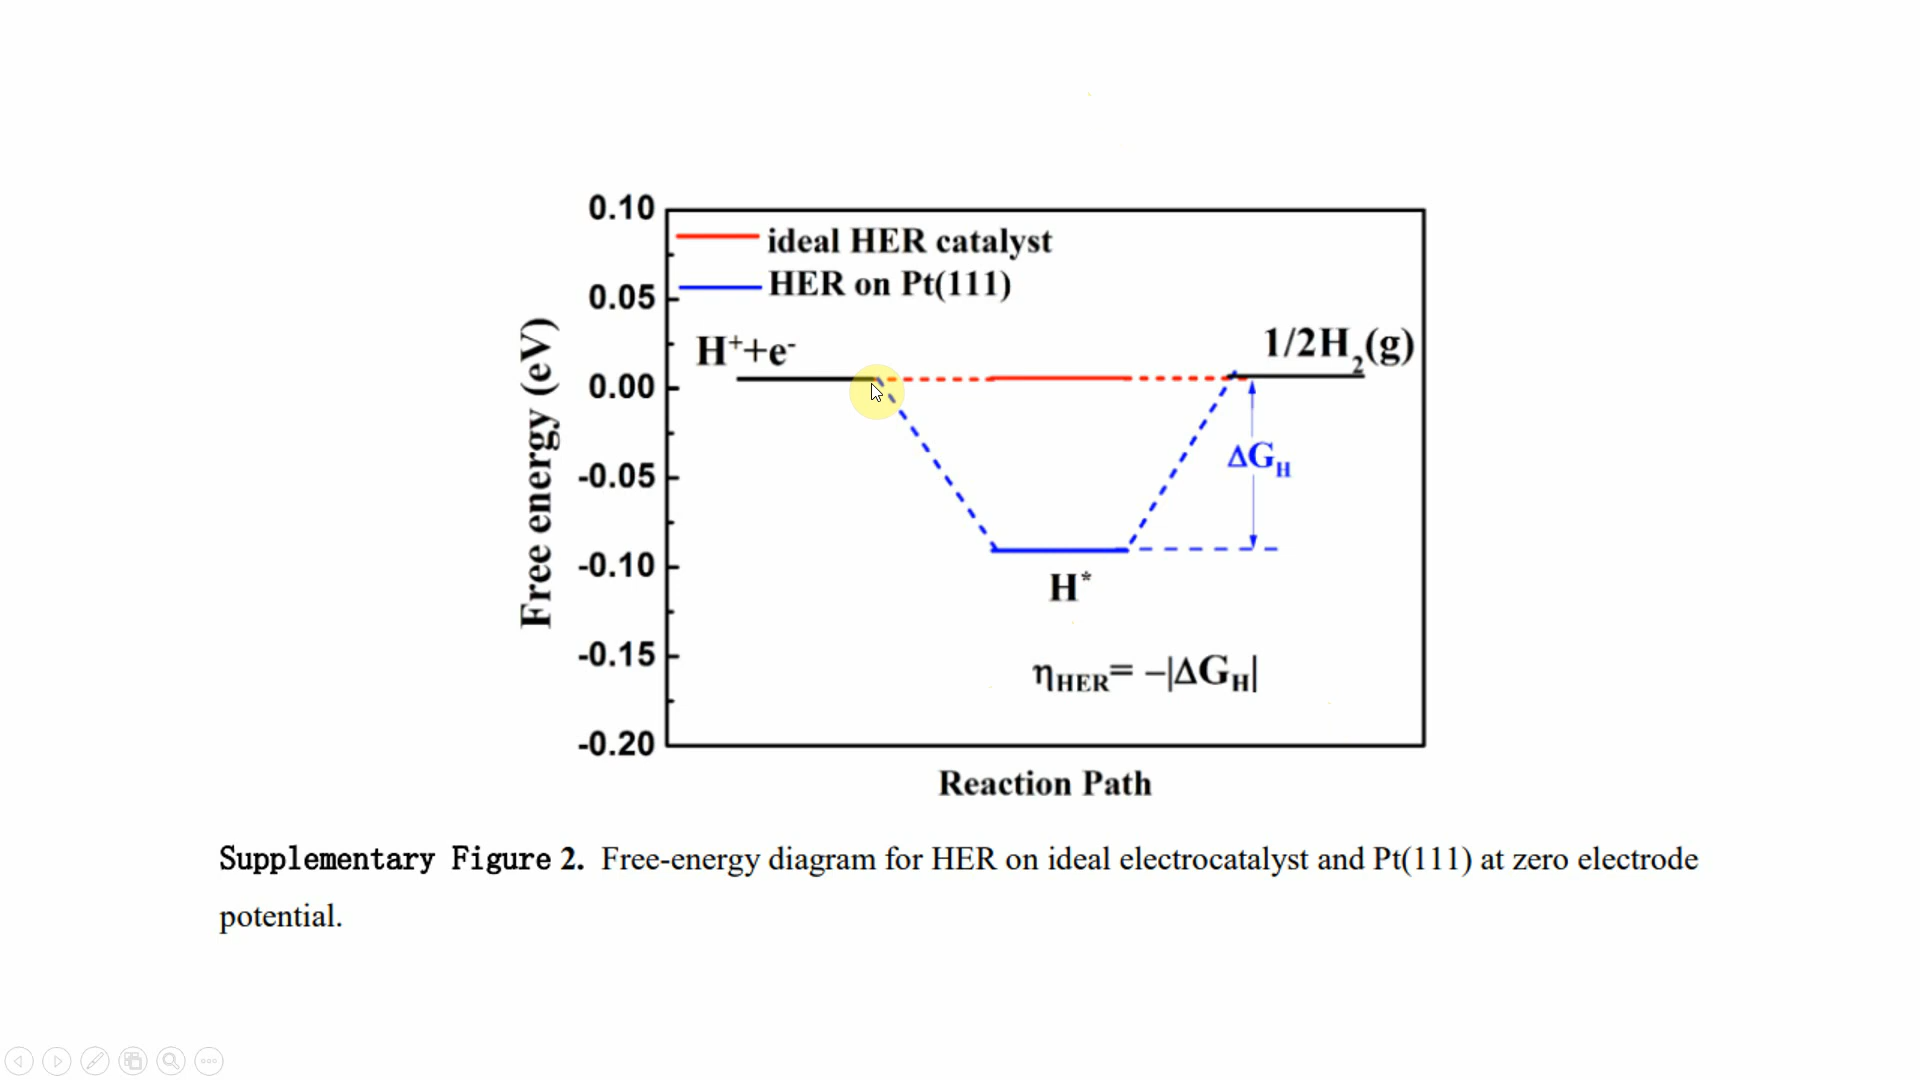 0.10
ideal HER catalyst
0.05
HER on Pt(111)
H⁺+e⁻
1/2H₂(g)
0.00
ΔG_H
-0.05
-0.10
H*
-0.15
η_HER= −|ΔG_H|
-0.20
Free energy (eV)
Reaction Path
Supplementary Figure 2. Free-energy diagram for HER on ideal electrocatalyst and Pt(111) at zero electrode
potential.